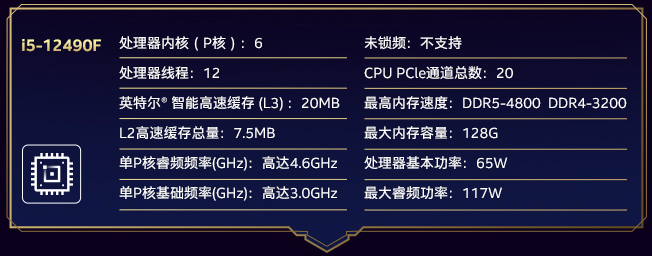 i5-12490F
处理器内核（P核）：6
处理器线程：12
英特尔® 智能高速缓存 (L3)：20MB
L2高速缓存总量：7.5MB
单P核睿频频率(GHz)：高达4.6GHz
单P核基础频率(GHz)：高达3.0GHz
未锁频：不支持
CPU PCle通道总数：20
最高内存速度：DDR5-4800 DDR4-3200
最大内存容量：128G
处理器基本功率：65W
最大睿频功率：117W